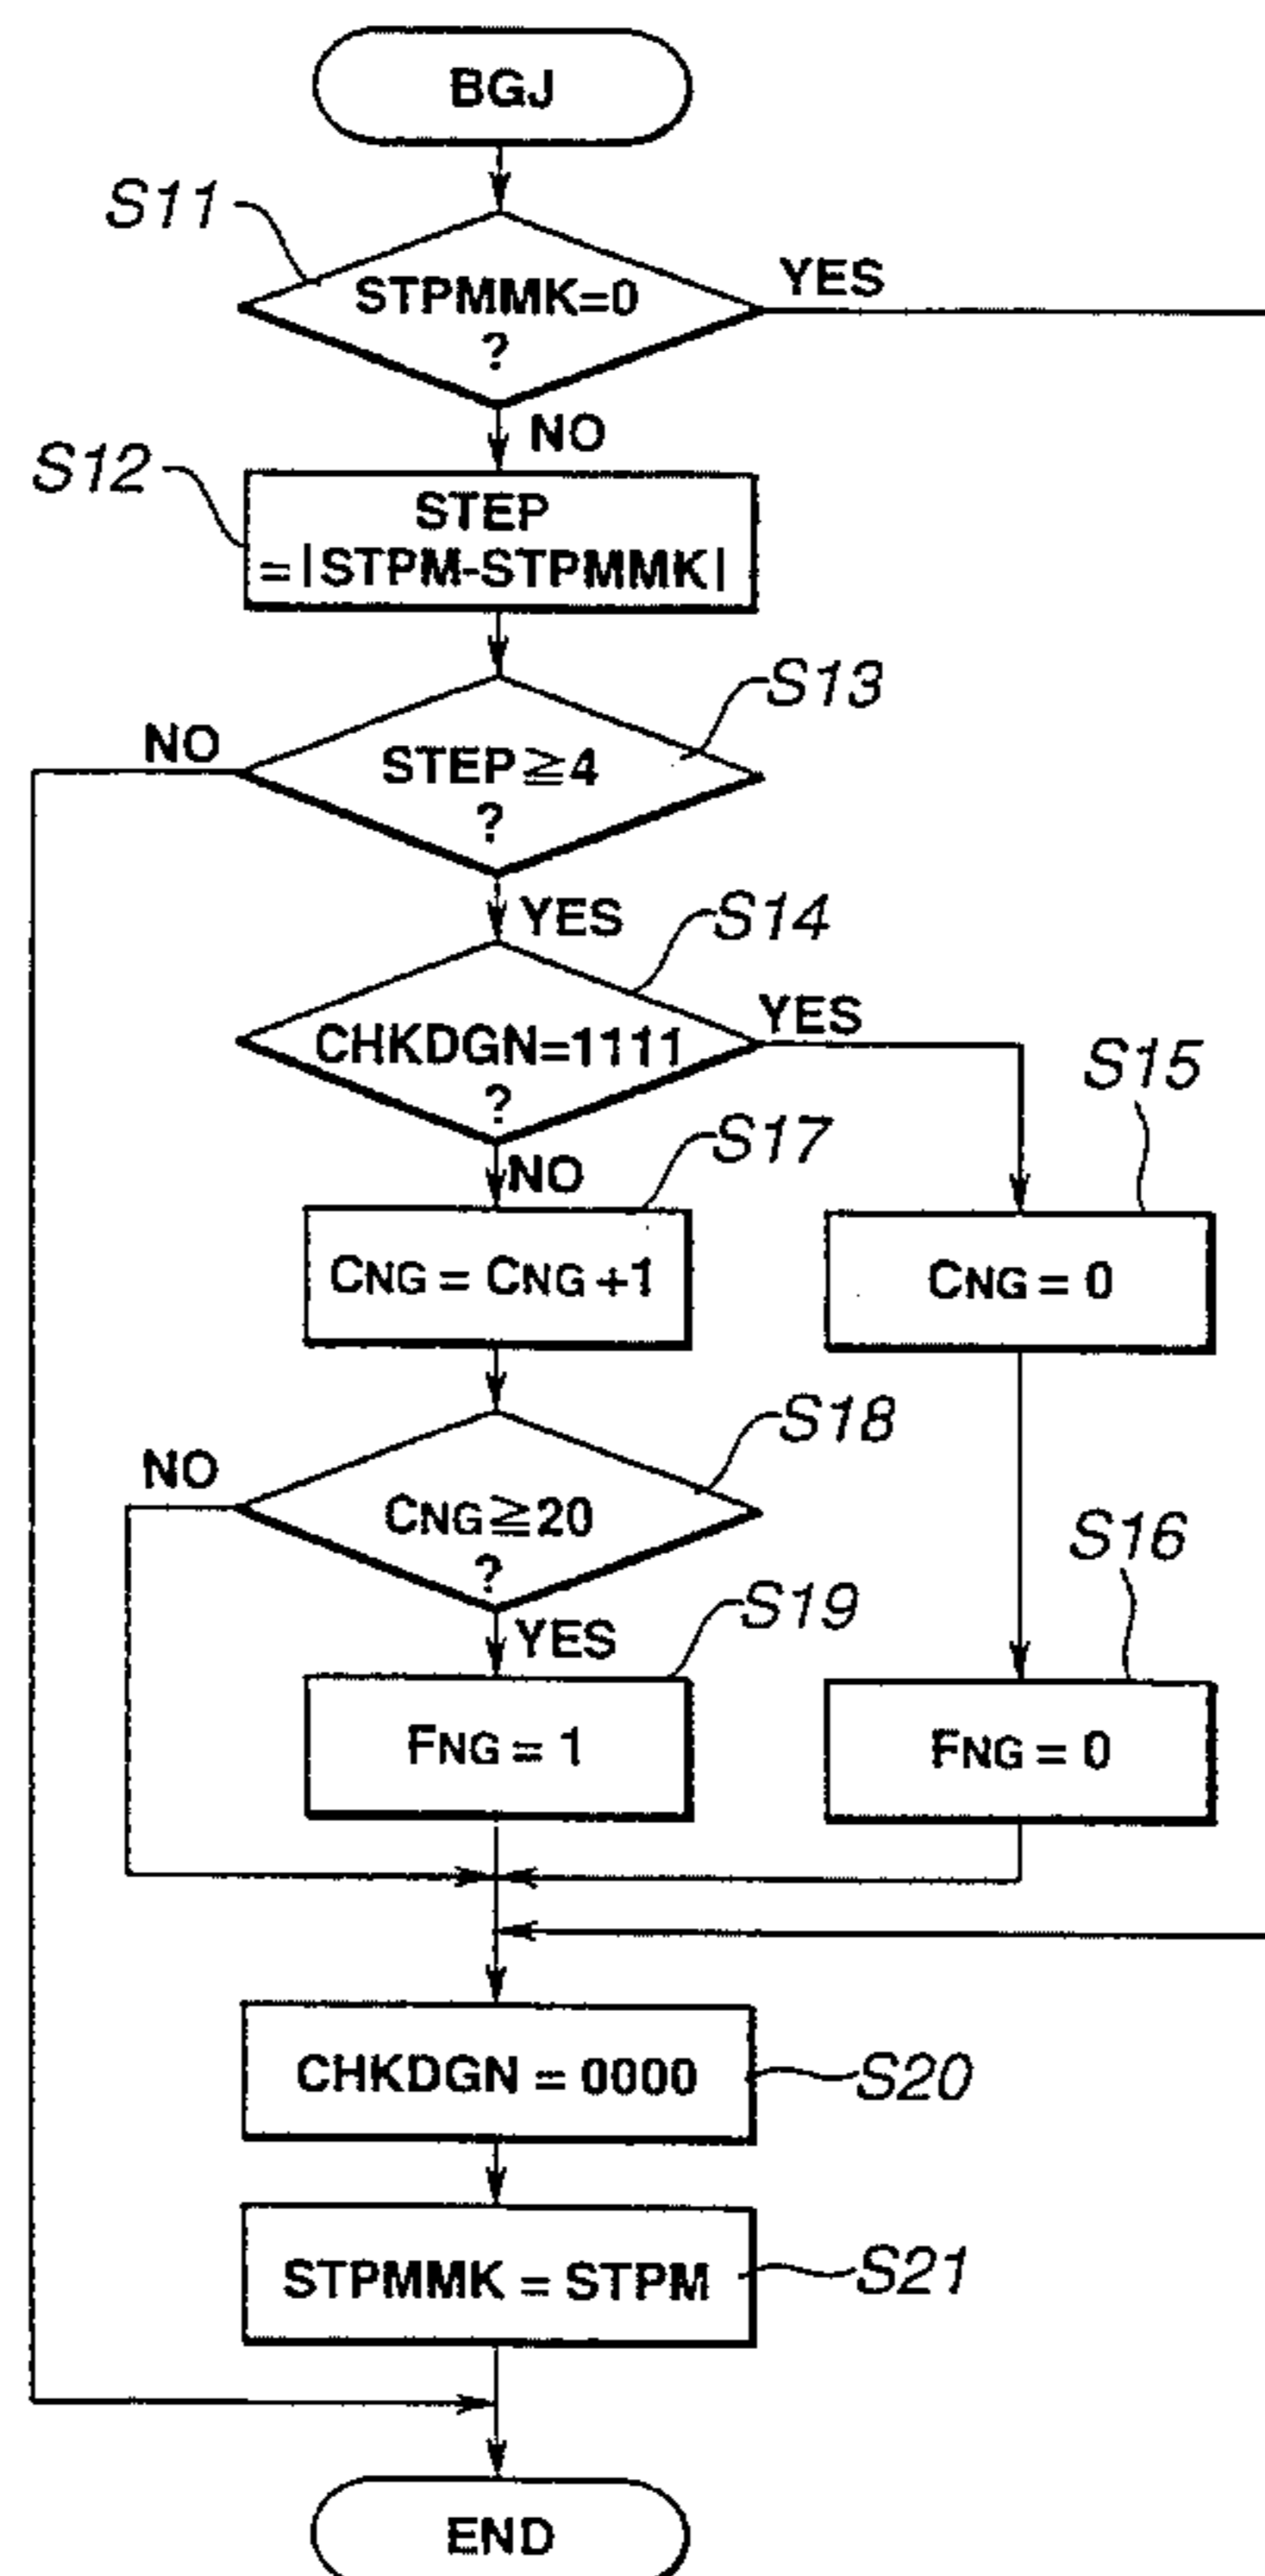 BGJ
S11
STPMMK=0
?
YES
NO
S12
STEP
=|STPM-STPMMK|
S13
NO
STEP≧4
?
YES
S14
CHKDGN=1111
?
YES
S15
NO
S17
CNG = CNG +1
CNG = 0
S18
NO
CNG≧20
?
S16
YES
S19
FNG = 1
FNG = 0
CHKDGN = 0000
S20
STPMMK = STPM
S21
END